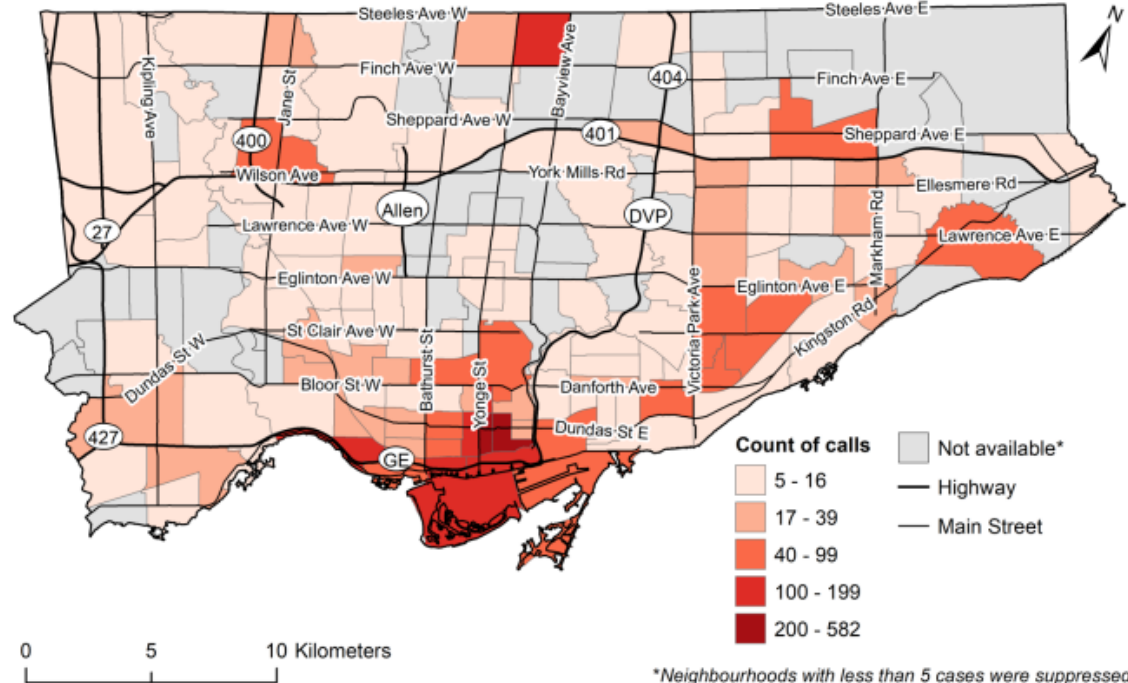 Steeles Ave W
Steeles Ave E
N
Kipling Ave
Jane St
Finch Ave W
Bayview Ave
404
Finch Ave E
Sheppard Ave W
400
401
Sheppard Ave E
Wilson Ave
York Mills Rd
Ellesmere Rd
Allen
DVP
Markham Rd
27
Lawrence Ave W
Lawrence Ave E
Eglinton Ave W
Eglinton Ave E
Victoria Park Ave
Kingston Rd
St Clair Ave W
Bathurst St
Yonge St
Dundas St W
Bloor St W
Danforth Ave
427
Dundas St E
GE
Count of calls
5 - 16
17 - 39
40 - 99
100 - 199
200 - 582
Not available*
Highway
Main Street
0 5 10 Kilometers
*Neighbourhoods with less than 5 cases were suppressed